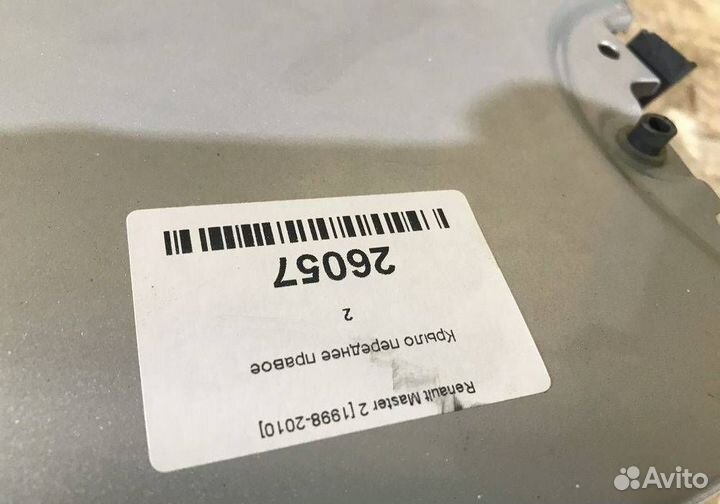 Renault Master 2 [1998-2010]
Крыло переднее правое
2
26057
Avito